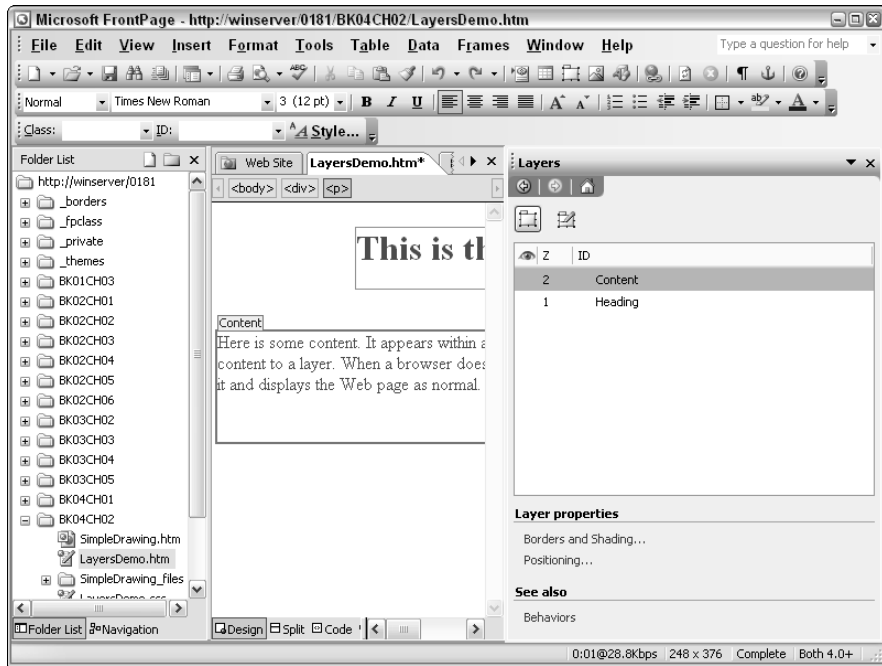 Microsoft FrontPage - http://winserver/0181/BK04CH02/LayersDemo.htm
File Edit View Insert Format Tools Table Data Frames Window Help Type a question for help
Normal Times New Roman 3 (12 pt) B I U A A ab A
Class: ID: A Style...
Folder List
http://winserver/0181
_borders
_fpclass
_private
_themes
BK01CH03
BK02CH01
BK02CH02
BK02CH03
BK02CH04
BK02CH05
BK02CH06
BK03CH02
BK03CH03
BK03CH04
BK03CH05
BK04CH01
BK04CH02
SimpleDrawing.htm
LayersDemo.htm
SimpleDrawing_files
LayersDemo.css
Folder List Navigation
Web Site LayersDemo.htm*
<body> <div> <p>
This is th
Content
Here is some content. It appears within a
content to a layer. When a browser does
it and displays the Web page as normal.
Design Split Code
Layers
Z ID
2 Content
1 Heading
Layer properties
Borders and Shading...
Positioning...
See also
Behaviors
0:01@28.8Kbps 248 x 376 Complete Both 4.0+